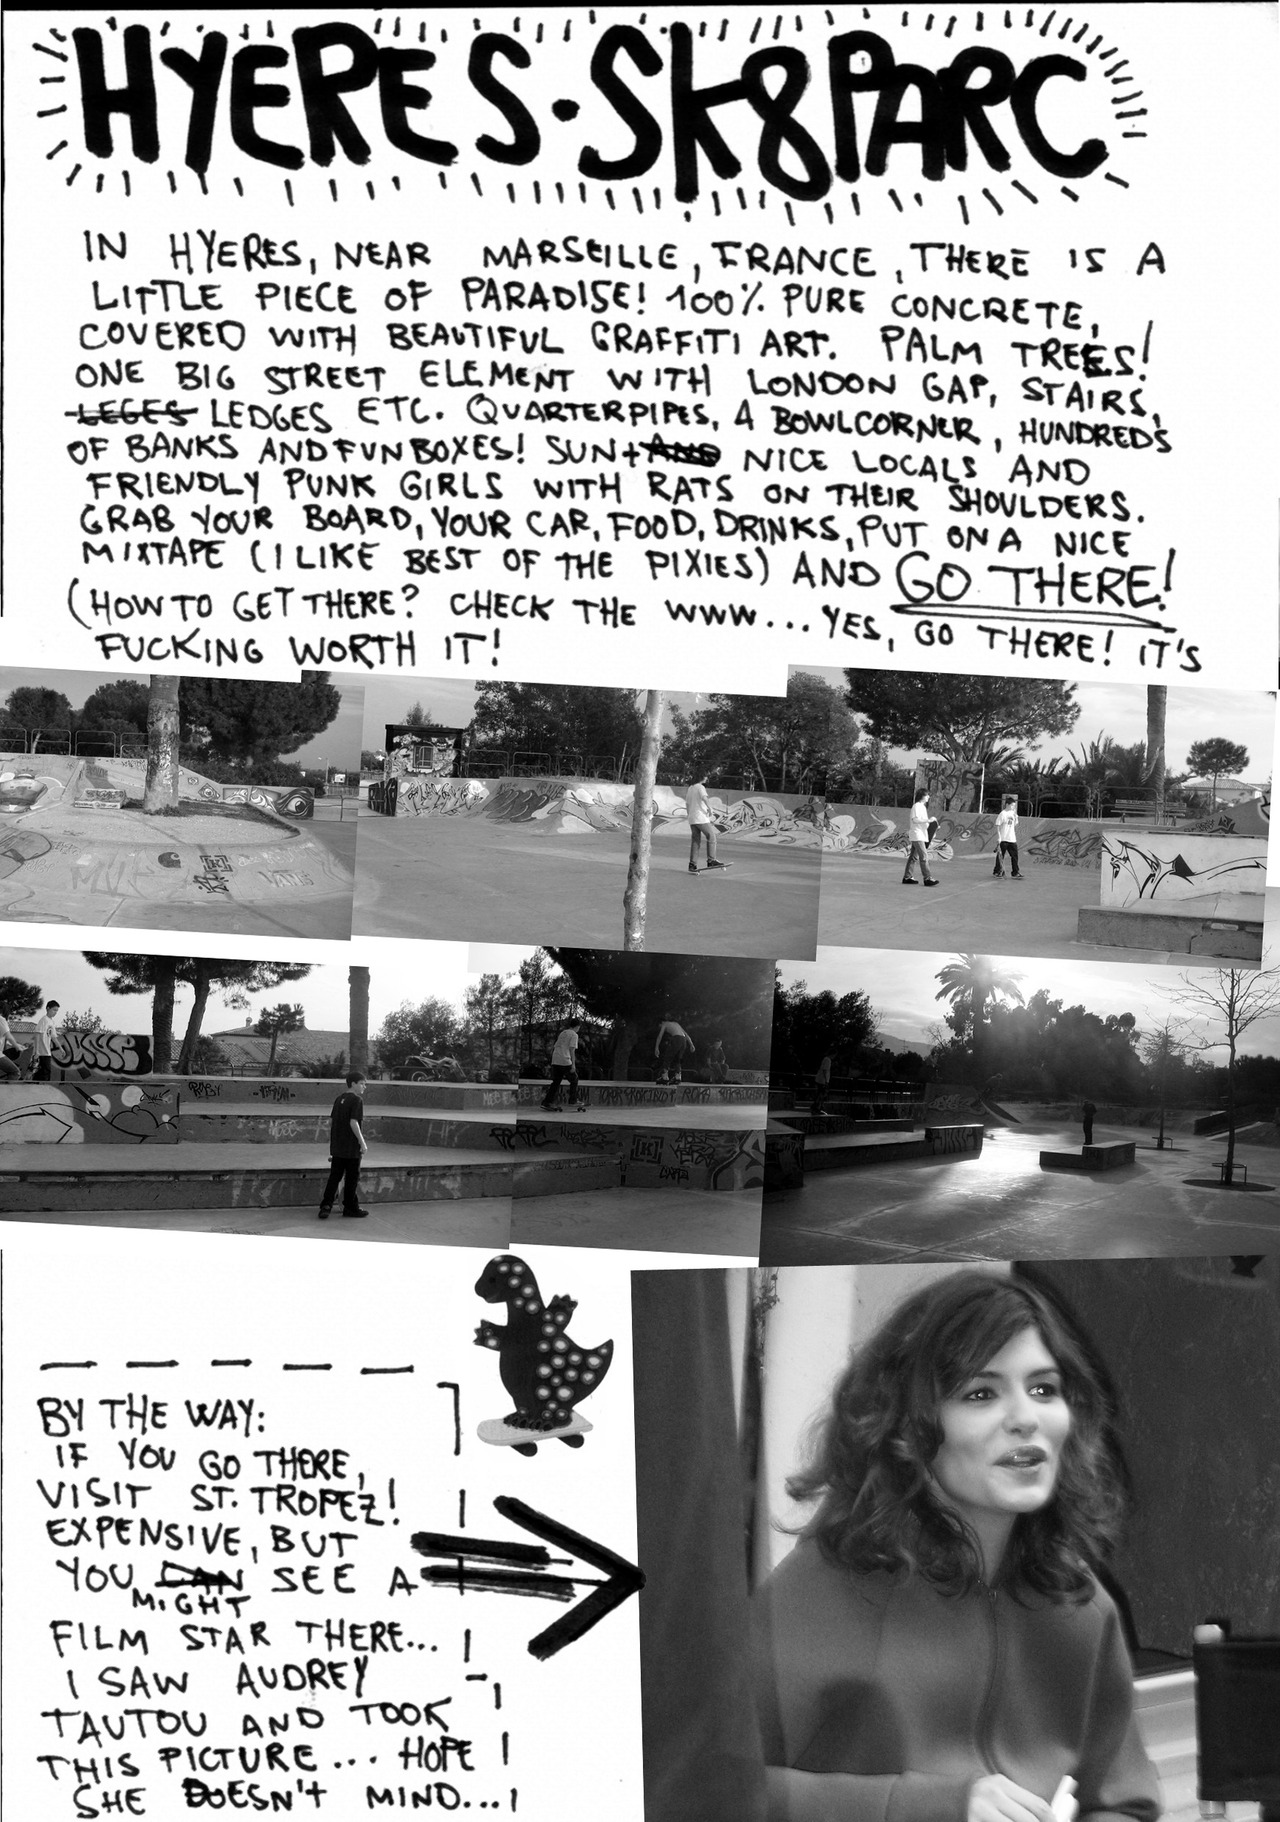 HYERES·SK8PARC
IN HYERES, NEAR MARSEILLE, FRANCE, THERE IS A
LITTLE PIECE OF PARADISE! 100% PURE CONCRETE,
COVERED WITH BEAUTIFUL GRAFFITI ART. PALM TREES!
ONE BIG STREET ELEMENT WITH LONDON GAP, STAIRS,
LEGES LEDGES ETC. QUARTERPIPES, A BOWLCORNER, HUNDREDS
OF BANKS AND FUNBOXES! SUN+AND NICE LOCALS AND
FRIENDLY PUNK GIRLS WITH RATS ON THEIR SHOULDERS.
GRAB YOUR BOARD, YOUR CAR, FOOD, DRINKS, PUT ON A NICE
MIXTAPE (I LIKE BEST OF THE PIXIES) AND GO THERE!
(HOW TO GET THERE? CHECK THE WWW... YES, GO THERE! IT'S
FUCKING WORTH IT!
BY THE WAY:
IF YOU GO THERE,
VISIT ST. TROPEZ!
EXPENSIVE, BUT
YOU CAN SEE A
MIGHT
FILM STAR THERE...
I SAW AUDREY
TAUTOU AND TOOK
THIS PICTURE... HOPE
SHE DOESN'T MIND...